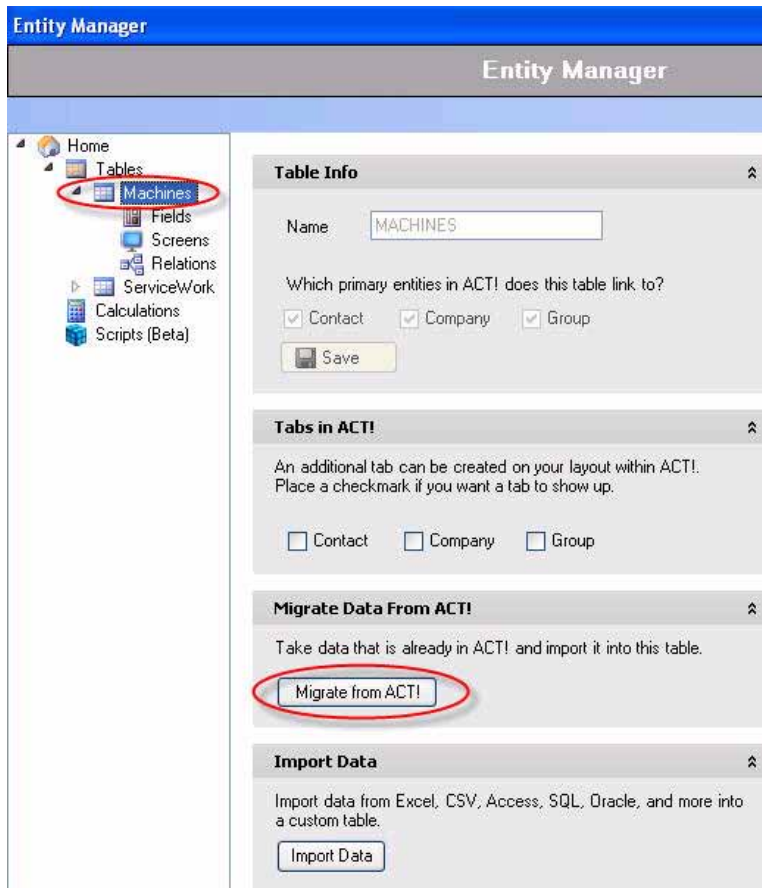 Entity Manager
Entity Manager
Home
Tables
Machines
Fields
Screens
Relations
ServiceWork
Calculations
Scripts (Beta)
Table Info
Name MACHINES
Which primary entities in ACT! does this table link to?
Contact Company Group
Save
Tabs in ACT!
An additional tab can be created on your layout within ACT!.
Place a checkmark if you want a tab to show up.
Contact Company Group
Migrate Data From ACT!
Take data that is already in ACT! and import it into this table.
Migrate from ACT!
Import Data
Import data from Excel, CSV, Access, SQL, Oracle, and more into
a custom table.
Import Data